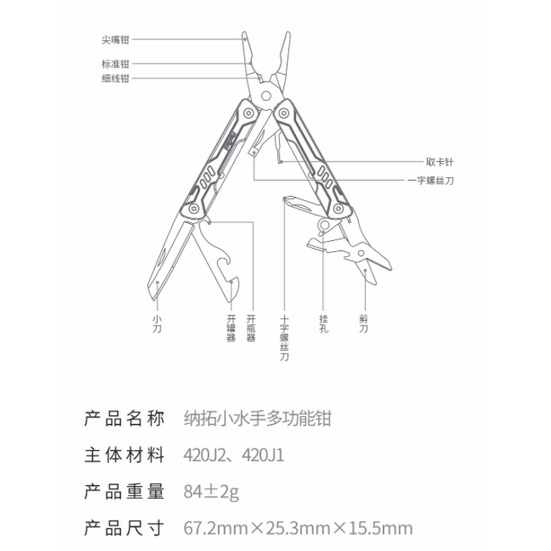 尖嘴钳
标准钳
细线钳
取卡针
一字螺丝刀
小刀
开罐器
开瓶器
十字螺丝刀
挂孔
剪刀
产品名称 纳拓小水手多功能钳
主体材料 420J2、420J1
产品重量 84±2g
产品尺寸 67.2mm×25.3mm×15.5mm